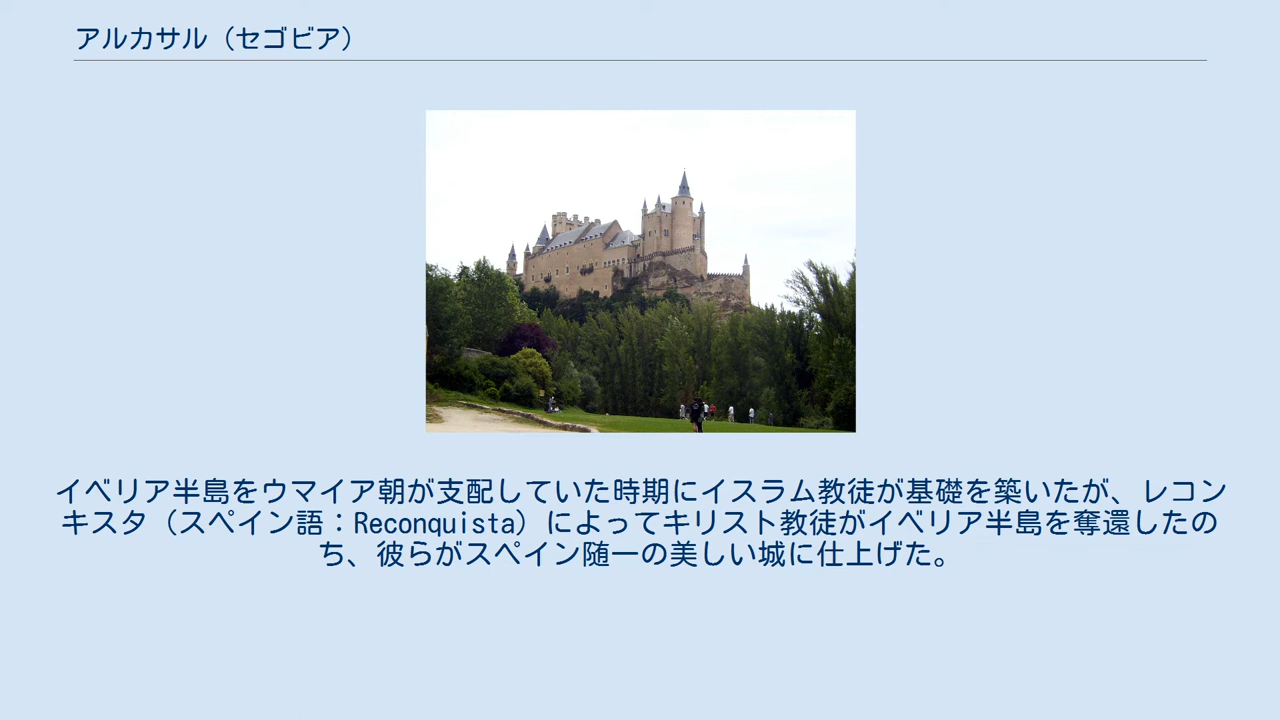 アルカサル（セゴビア）
イベリア半島をウマイア朝が支配していた時期にイスラム教徒が基礎を築いたが、レコン
キスタ（スペイン語：Reconquista）によってキリスト教徒がイベリア半島を奪還したの
ち、彼らがスペイン随一の美しい城に仕上げた。